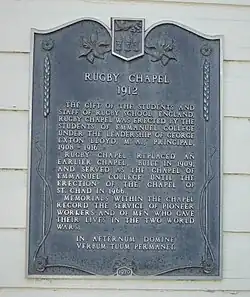 RUGBY CHAPEL
1912
THE GIFT OF THE STUDENTS AND
STAFF OF RUGBY SCHOOL ENGLAND,
RUGBY CHAPEL WAS ERECTED BY THE
STUDENTS OF EMMANUEL COLLEGE
UNDER THE LEADERSHIP OF GEORGE
EXTON LLOYD, M.A., PRINCIPAL,
1908 - 1916.
RUGBY CHAPEL REPLACED AN
EARLIER CHAPEL, BUILT IN 1909,
AND SERVED AS THE CHAPEL OF
EMMANUEL COLLEGE UNTIL THE
ERECTION OF THE CHAPEL OF
ST. CHAD IN 1966.
MEMORIALS WITHIN THE CHAPEL
RECORD THE SERVICE OF PIONEER
WORKERS AND OF MEN WHO GAVE
THEIR LIVES IN THE TWO WORLD
WARS.
IN AETERNUM DOMINE
VERBUM TUUM PERMANET.